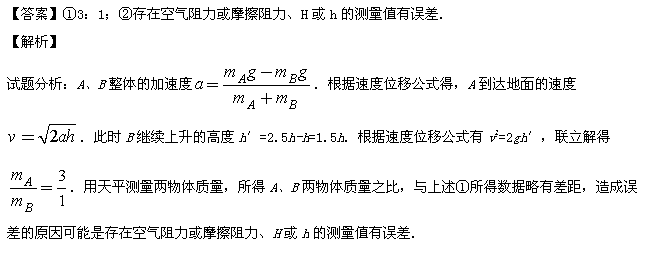 【答案】①3：1；②存在空气阻力或摩擦阻力、H或h的测量值有误差．
【解析】
试题分析：A、B整体的加速度a=\frac{m_A g-m_B g}{m_A+m_B}．根据速度位移公式得，A到达地面的速度
v=\sqrt{2ah}．此时B继续上升的高度h′=2.5h-h=1.5h．根据速度位移公式有v²=2gh′，联立解得
\frac{m_A}{m_B}=\frac{3}{1}．用天平测量两物体质量，所得A、B两物体质量之比，与上述①所得数据略有差距，造成误
差的原因可能是存在空气阻力或摩擦阻力、H或h的测量值有误差．